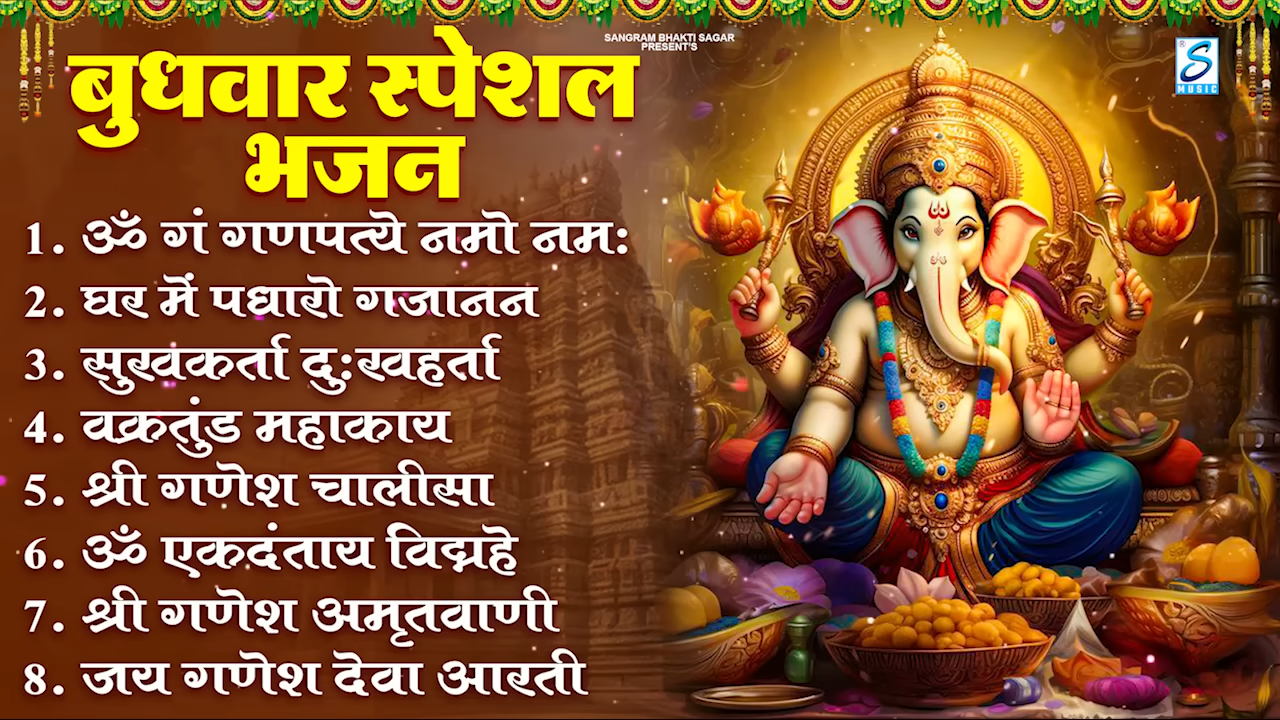 SANGRAM BHAKTI SAGAR
PRESENT'S
® S
MUSIC
बुधवार स्पेशल
भजन
1. ॐ गं गणपत्ये नमो नमः
2. घर में पधारो गजानन
3. सुखकर्ता दुःखहर्ता
4. वक्रतुंड महाकाय
5. श्री गणेश चालीसा
6. ॐ एकदंताय विद्महे
7. श्री गणेश अमृतवाणी
8. जय गणेश देवा आरती